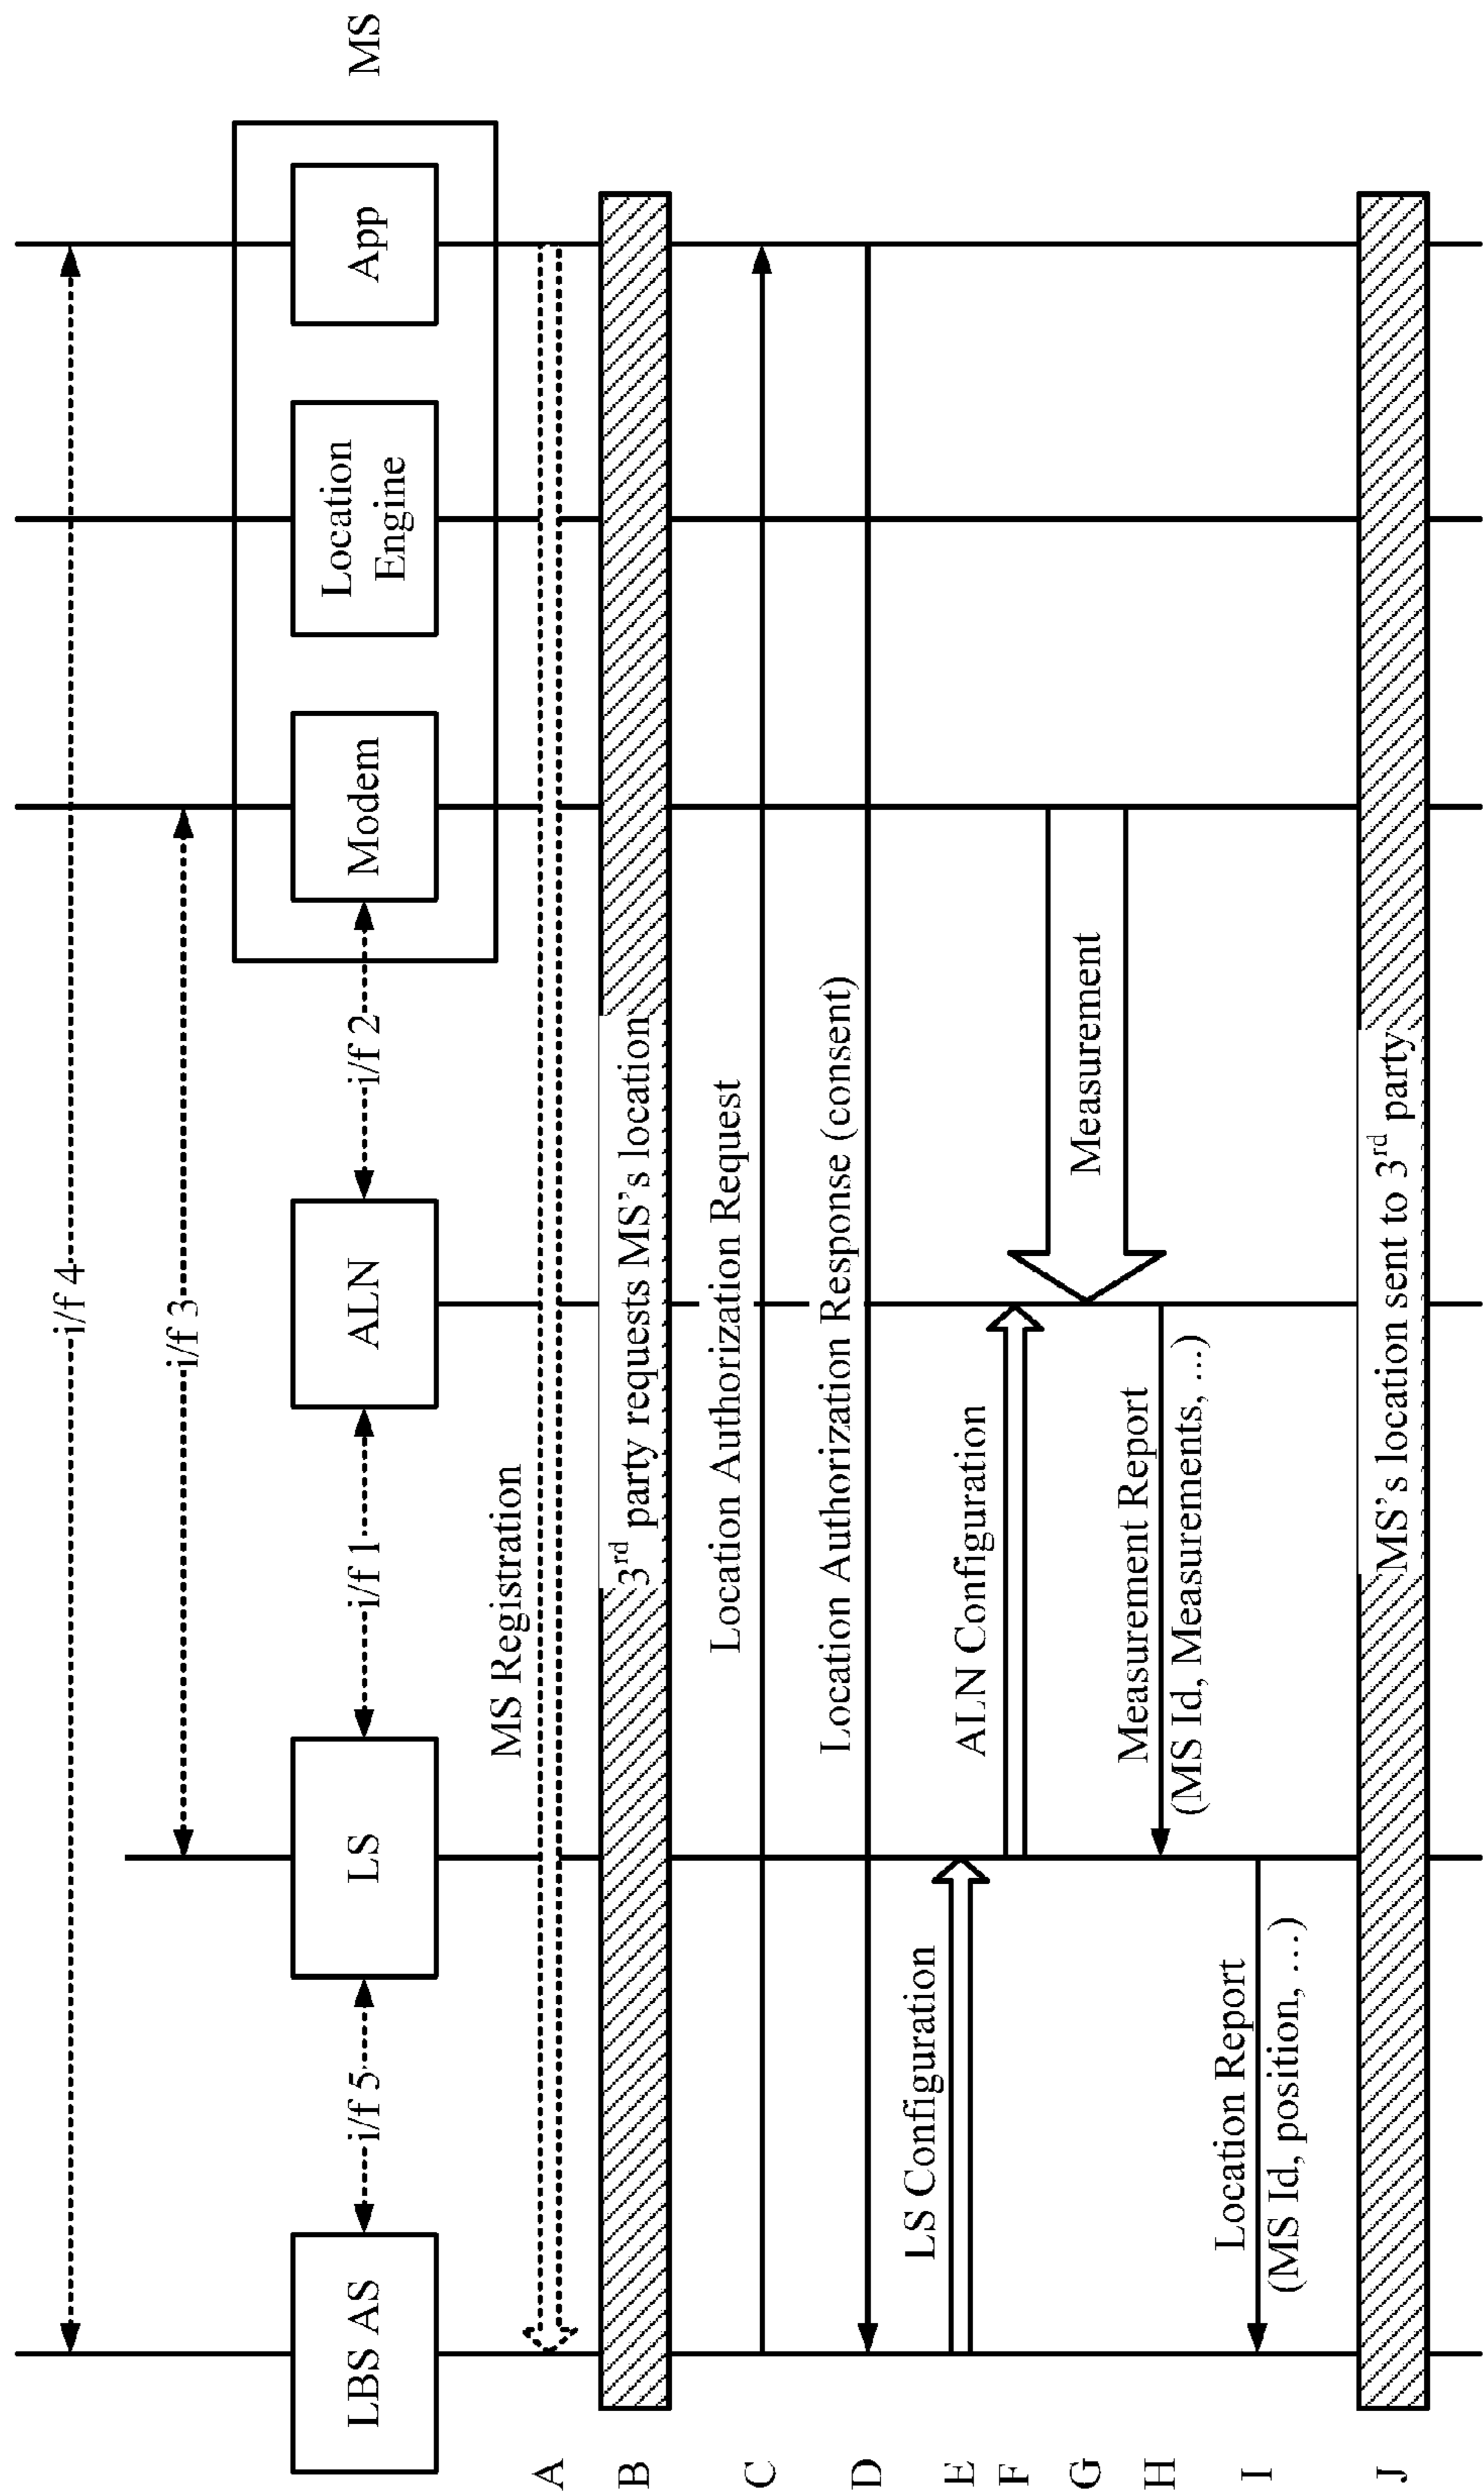 i/f 4
i/f 3
LBS AS
i/f 5
LS
i/f 1
ALN
i/f 2
Modem
Location
Engine
App
MS
A
MS Registration
B
3rd party requests MS's location
C
Location Authorization Request
D
Location Authorization Response (consent)
E
LS Configuration
F
ALN Configuration
G
Measurement
H
Measurement Report
(MS Id, Measurements, ...)
I
Location Report
(MS Id, position, ...)
J
MS's location sent to 3rd party